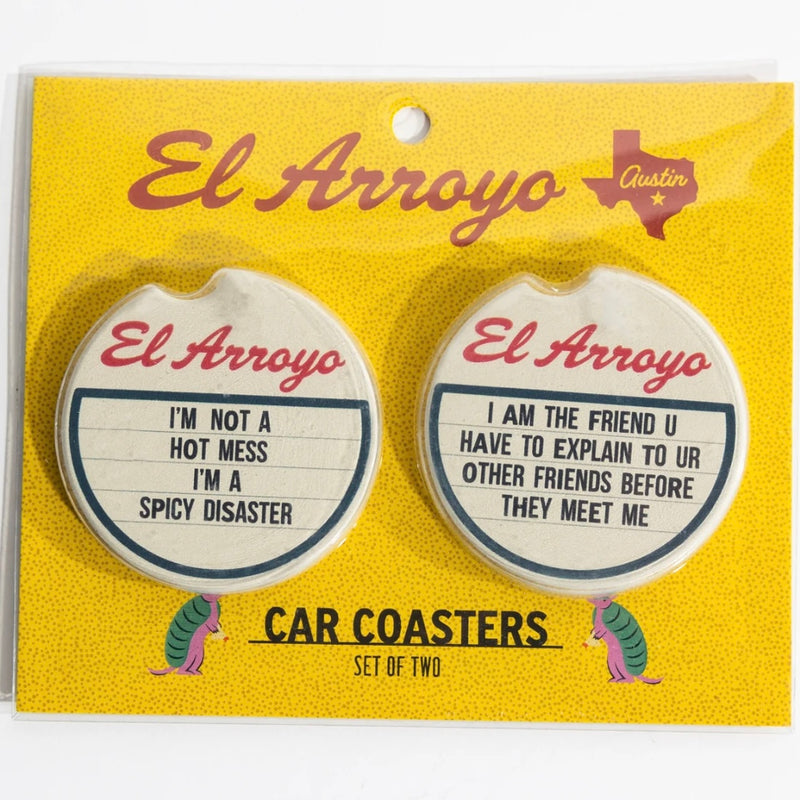 El Arroyo
Austin
El Arroyo
I'M NOT A
HOT MESS
I'M A
SPICY DISASTER
El Arroyo
I AM THE FRIEND U
HAVE TO EXPLAIN TO UR
OTHER FRIENDS BEFORE
THEY MEET ME
CAR COASTERS
SET OF TWO